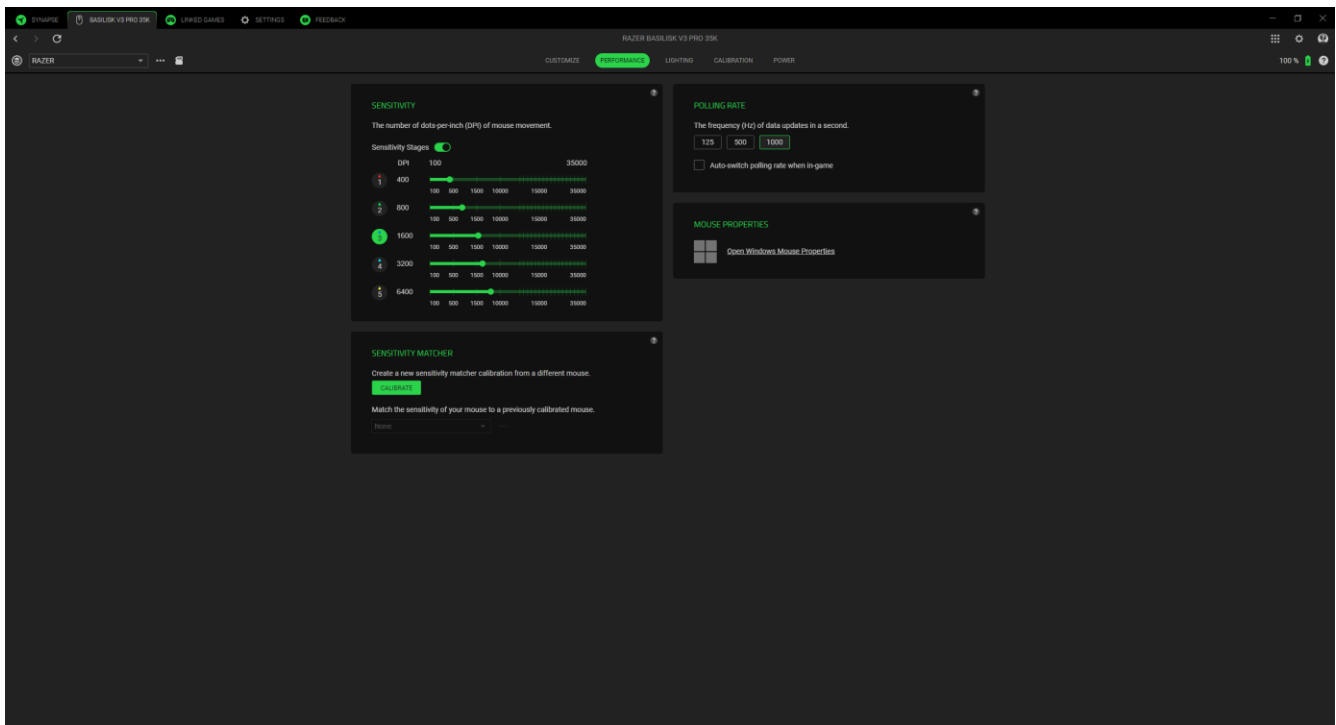 SYNAPSE BASILISK V3 PRO 35K LINKED GAMES SETTINGS FEEDBACK
RAZER BASILISK V3 PRO 35K
RAZER CUSTOMIZE PERFORMANCE LIGHTING CALIBRATION POWER 100 %
SENSITIVITY
The number of dots-per-inch (DPI) of mouse movement.
Sensitivity Stages
DPI 100 35000
1 400
100 500 1500 10000 15000 35000
2 800
100 500 1500 10000 15000 35000
3 1600
100 500 1500 10000 15000 35000
4 3200
100 500 1500 10000 15000 35000
5 6400
100 500 1500 10000 15000 35000
SENSITIVITY MATCHER
Create a new sensitivity matcher calibration from a different mouse.
CALIBRATE
Match the sensitivity of your mouse to a previously calibrated mouse.
None
POLLING RATE
The frequency (Hz) of data updates in a second.
125 500 1000
Auto-switch polling rate when in-game
MOUSE PROPERTIES
Open Windows Mouse Properties